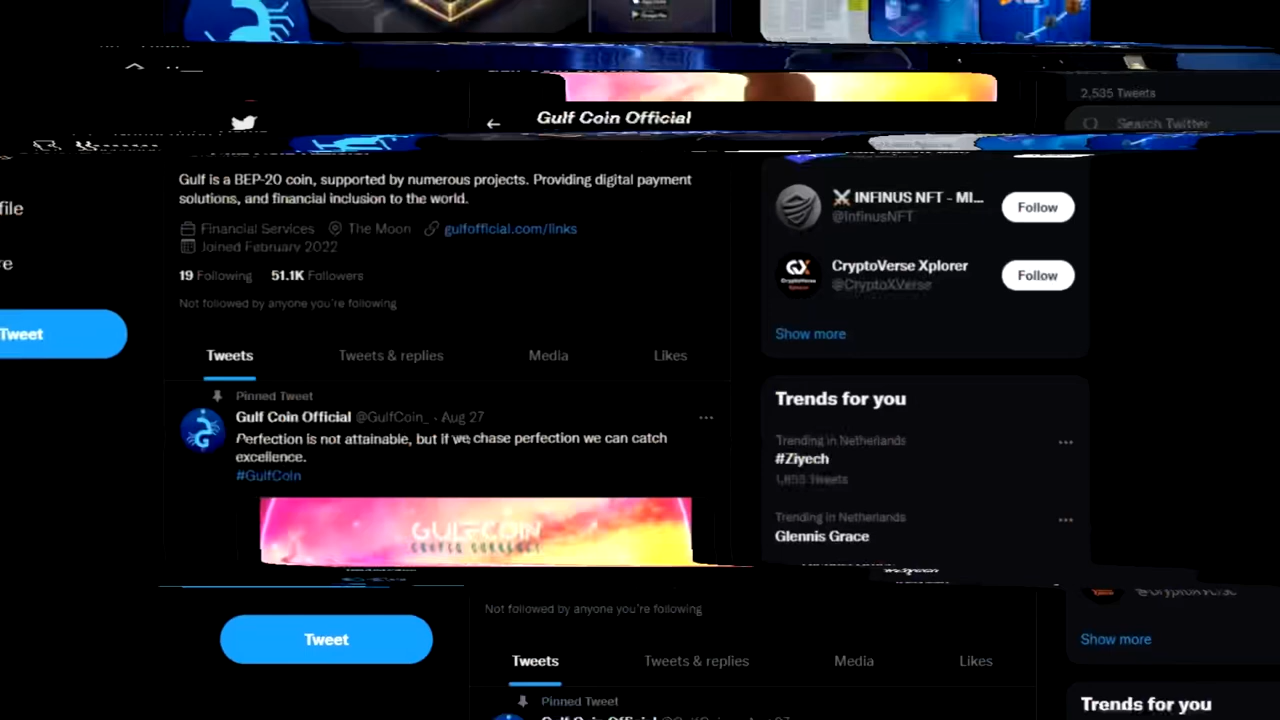 2,535 Tweets
Gulf Coin Official
Search Twitter
Gulf is a BEP-20 coin, supported by numerous projects. Providing digital payment
solutions, and financial inclusion to the world.
Financial Services The Moon gulfofficial.com/links
Joined February 2022
19 Following 51.1K Followers
Not followed by anyone you're following
Tweets Tweets & replies Media Likes
Pinned Tweet
Gulf Coin Official @GulfCoin_ · Aug 27
Perfection is not attainable, but if we chase perfection we can catch
excellence.
#GulfCoin
GULFCOIN
CRYPTO CURRENCY
file
Tweet
INFINUS NFT - MI...
@InfinusNFT
Follow
CryptoVerse Xplorer
@CryptoXVerse
Follow
Show more
Trends for you
Trending in Netherlands
#Ziyech
Trending in Netherlands
Glennis Grace
Not followed by anyone you're following
Tweet
Tweets Tweets & replies Media Likes
Pinned Tweet
Show more
Trends for you